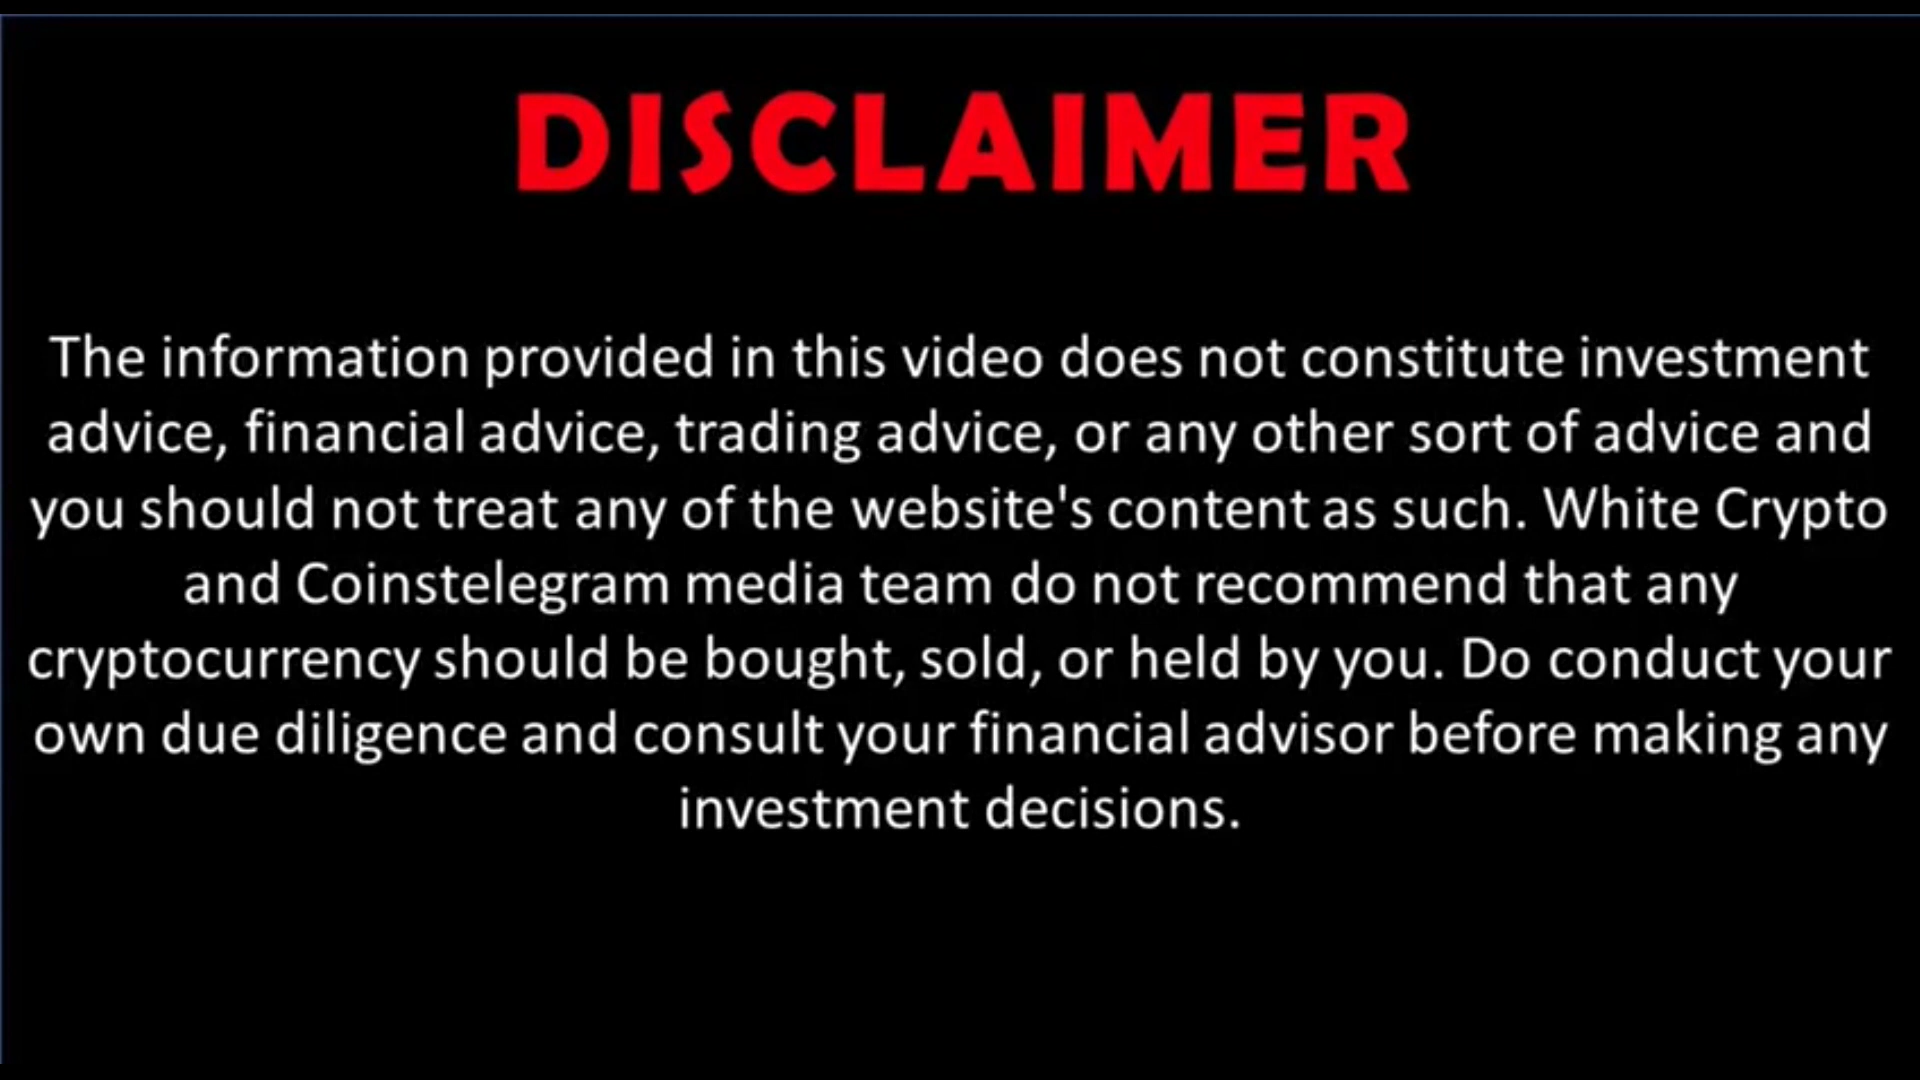 DISCLAIMER
The information provided in this video does not constitute investment
advice, financial advice, trading advice, or any other sort of advice and
you should not treat any of the website's content as such. White Crypto
and Coinstelegram media team do not recommend that any
cryptocurrency should be bought, sold, or held by you. Do conduct your
own due diligence and consult your financial advisor before making any
investment decisions.